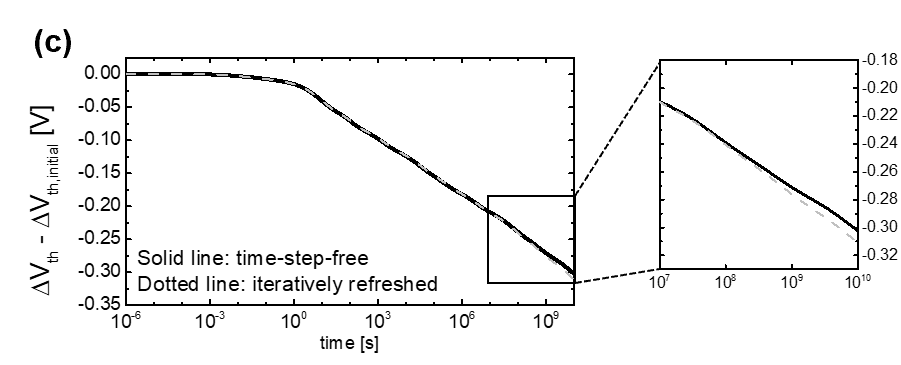 (c)
ΔV_th - ΔV_th,initial [V]
0.00
-0.05
-0.10
-0.15
-0.20
-0.25
-0.30
-0.35
Solid line: time-step-free
Dotted line: iteratively refreshed
10^-6 10^-3 10^0 10^3 10^6 10^9
time [s]
-0.18
-0.20
-0.22
-0.24
-0.26
-0.28
-0.30
-0.32
10^7 10^8 10^9 10^10